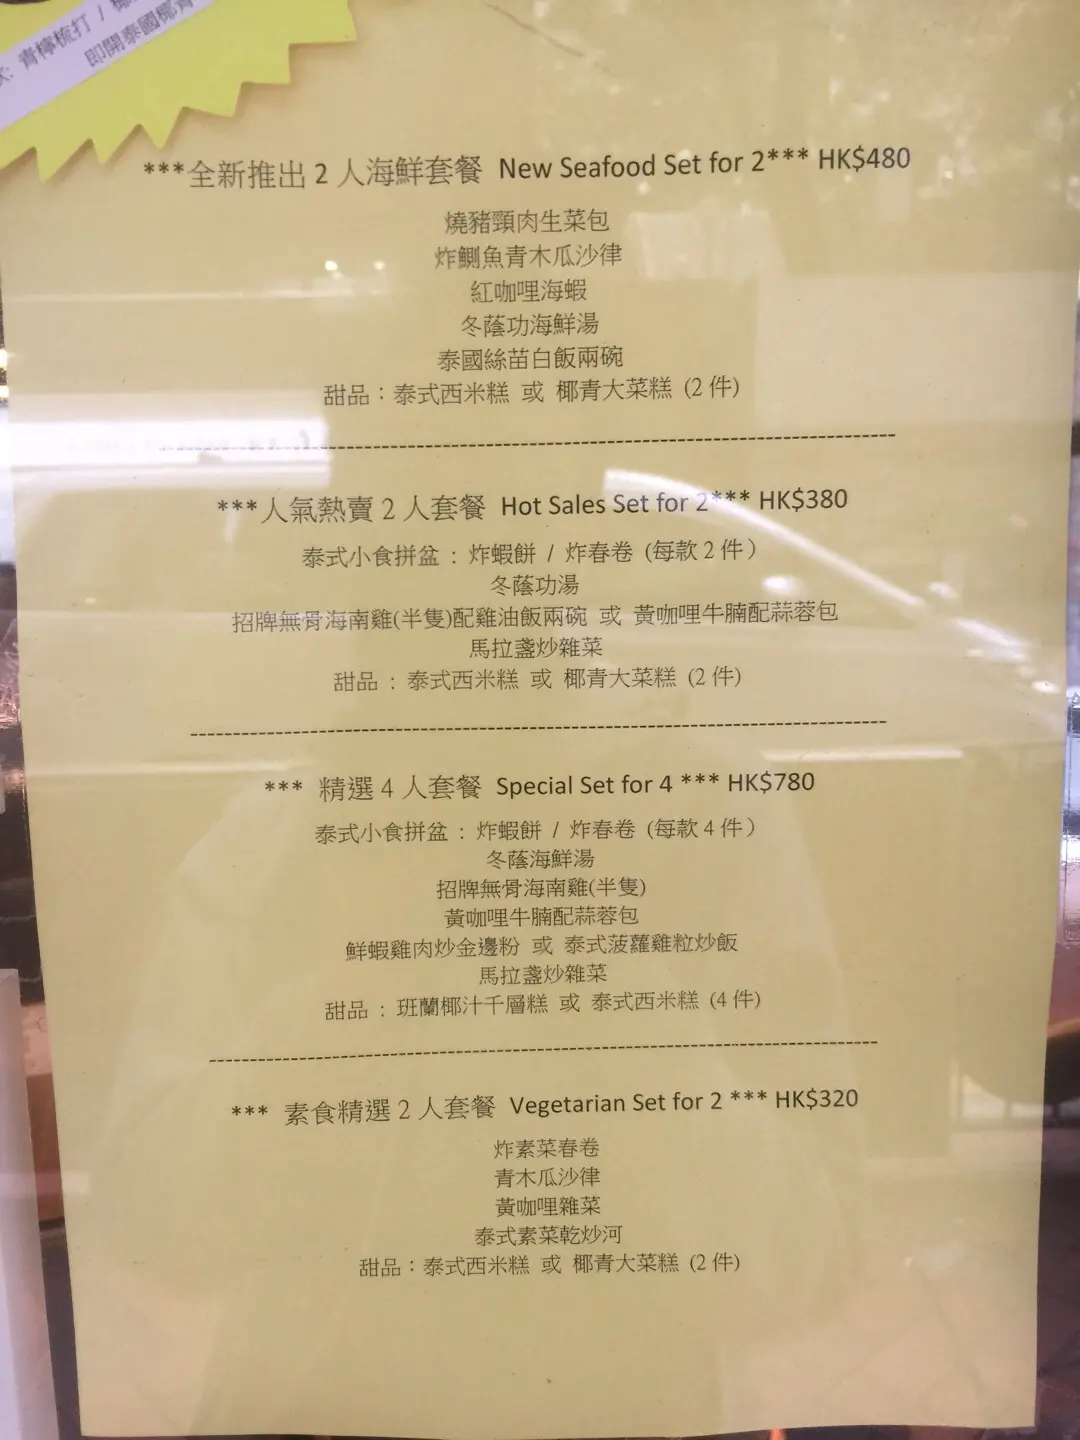 青檸梳打 /
即開泰國椰青
***全新推出 2 人海鮮套餐 New Seafood Set for 2*** HK$480
燒豬頸肉生菜包
炸鰂魚青木瓜沙律
紅咖哩海蝦
冬蔭功海鮮湯
泰國絲苗白飯兩碗
甜品：泰式西米糕 或 椰青大菜糕 (2 件)
***人氣熱賣 2 人套餐 Hot Sales Set for 2*** HK$380
泰式小食拼盆 : 炸蝦餅 / 炸春卷 (每款 2 件)
冬蔭功湯
招牌無骨海南雞(半隻)配雞油飯兩碗 或 黃咖哩牛腩配蒜蓉包
馬拉盞炒雜菜
甜品 : 泰式西米糕 或 椰青大菜糕 (2 件)
*** 精選 4 人套餐 Special Set for 4 *** HK$780
泰式小食拼盆 : 炸蝦餅 / 炸春卷 (每款 4 件)
冬蔭海鮮湯
招牌無骨海南雞(半隻)
黃咖哩牛腩配蒜蓉包
鮮蝦雞肉炒金邊粉 或 泰式菠蘿雞粒炒飯
馬拉盞炒雜菜
甜品 : 班蘭椰汁千層糕 或 泰式西米糕 (4 件)
*** 素食精選 2 人套餐 Vegetarian Set for 2 *** HK$320
炸素菜春卷
青木瓜沙律
黃咖哩雜菜
泰式素菜乾炒河
甜品：泰式西米糕 或 椰青大菜糕 (2 件)